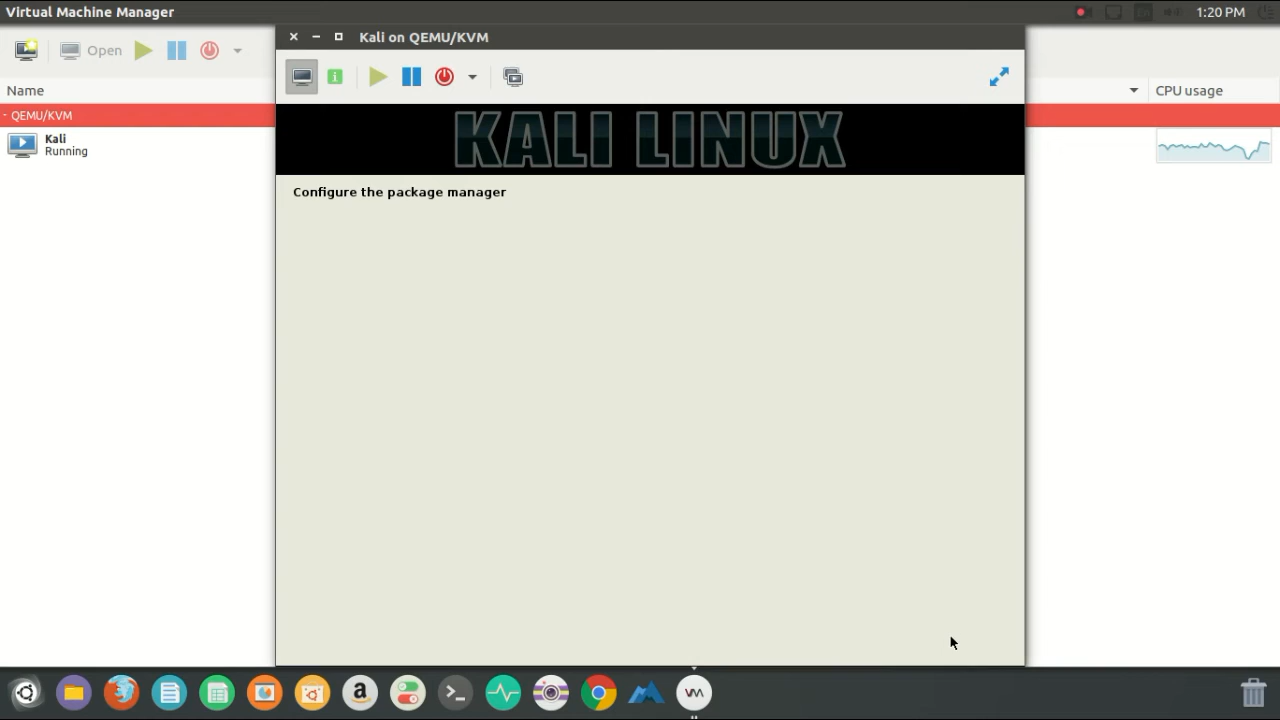 Virtual Machine Manager
1:20 PM
Kali on QEMU/KVM
Open
Name
CPU usage
- QEMU/KVM
Kali
Running
KALI LINUX
Configure the package manager